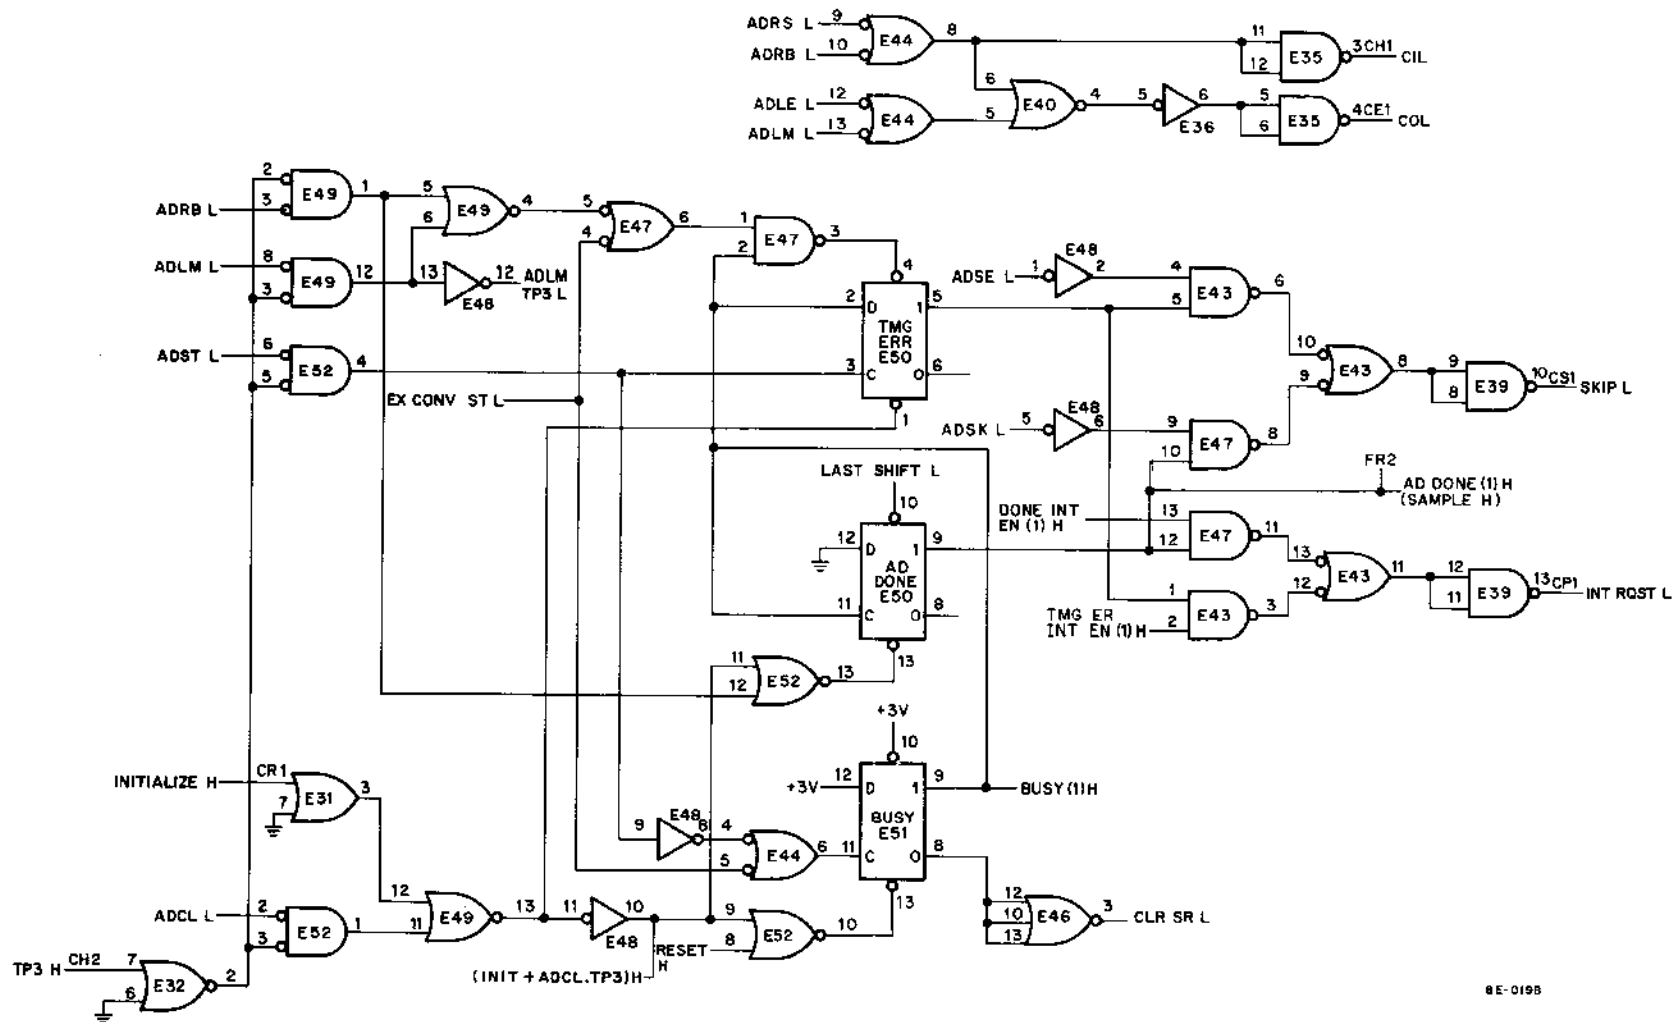 ADRS L 9
ADRB L 10
E44 8
11 12 E35 3 CH1 CIL
ADLE L 12
ADLM L 13
E44
6 5 E40 4
5 E36 6
5 6 E35 4 CE1 COL
2 3 E49 1
ADRB L
5 6 E49 4
5 4 E47 6
1 2 E47 3
ADLM L 8
3 E49 12
13 E48 12 ADLM TP3 L
4
2 D 1 5
TMG ERR E50
3 C 0 6
1
ADST L 6
5 E52 4
EX CONV ST L
ADSE L 1 E48 2
4 5 E43 6
10 9 E43 8
9 8 E39 10 CS1 SKIP L
ADSK L 5 E48 6
9 10 E47 8
FR2
AD DONE (1) H
(SAMPLE H)
LAST SHIFT L
10
12 D 1 9
AD DONE E50
11 C 0 8
13
DONE INT EN (1) H
13 12 E47 11
13 12 E43 11
12 11 E39 13 CP1 INT RQST L
TMG ER INT EN (1) H
1 2 E43 3
11 12 E52 13
+3V
10
+3V 12 D 1 9 BUSY (1) H
BUSY E51
11 C 0 8
13
INITIALIZE H CR1
7 E31 3
9 E48 8
4 5 E44 6
ADCL L 2
3 E52 1
12 11 E49 13
11 E48 10
RESET H
9 8 E52 10
12 10 13 E46 3 CLR SR L
(INIT + ADCL.TP3) H
TP3 H CH2 7
6 E32 2
8E-0198